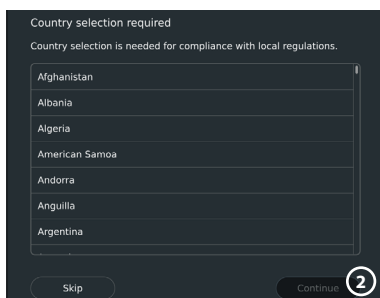 Country selection required
Country selection is needed for compliance with local regulations.
Afghanistan
Albania
Algeria
American Samoa
Andorra
Anguilla
Argentina
Skip
Continue
2